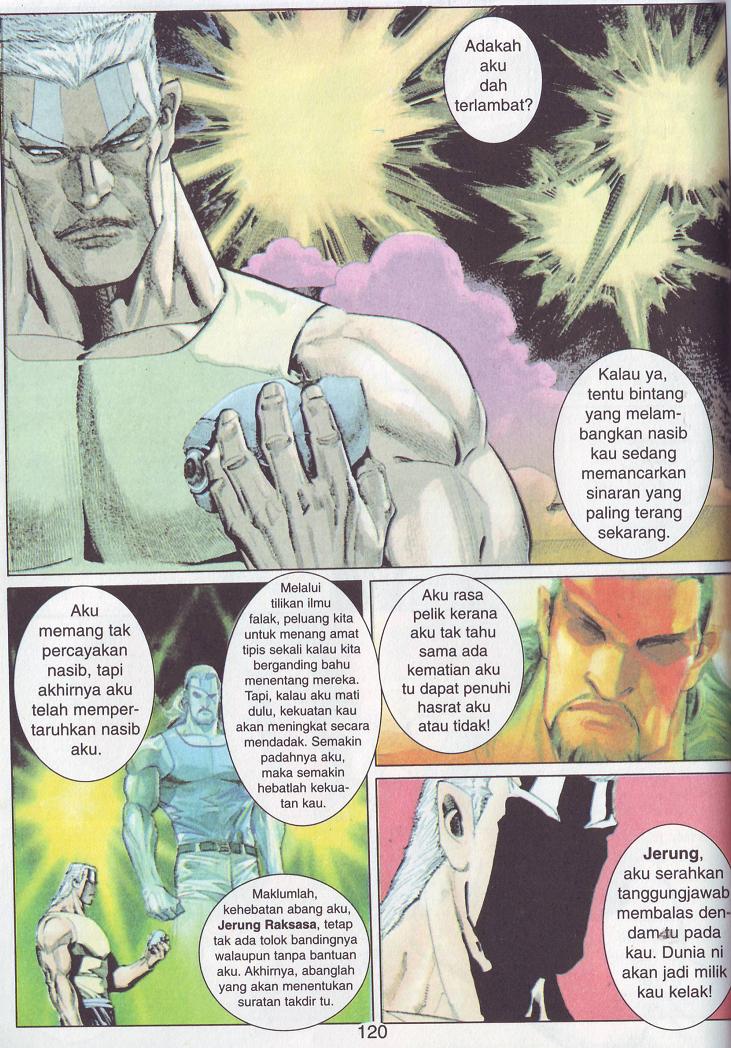 Adakah
aku
dah
terlambat?
Kalau ya,
tentu bintang
yang melam-
bangkan nasib
kau sedang
memancarkan
sinaran yang
paling terang
sekarang.
Aku
memang tak
percayakan
nasib, tapi
akhirnya aku
telah memper-
taruhkan nasib
aku.
Melalui
tilikan ilmu
falak, peluang kita
untuk menang amat
tipis sekali kalau kita
berganding bahu
menentang mereka.
Tapi, kalau aku mati
dulu, kekuatan kau
akan meningkat secara
mendadak. Semakin
padahnya aku,
maka semakin
hebatlah kekua-
tan kau.
Maklumlah,
kehebatan abang aku,
Jerung Raksasa, tetap
tak ada tolok bandingnya
walaupun tanpa bantuan
aku. Akhirnya, abanglah
yang akan menentukan
suratan takdir tu.
Aku rasa
pelik kerana
aku tak tahu
sama ada
kematian aku
tu dapat penuhi
hasrat aku
atau tidak!
Jerung,
aku serahkan
tanggungjawab
membalas den-
dam tu pada
kau. Dunia ni
akan jadi milik
kau kelak!
120